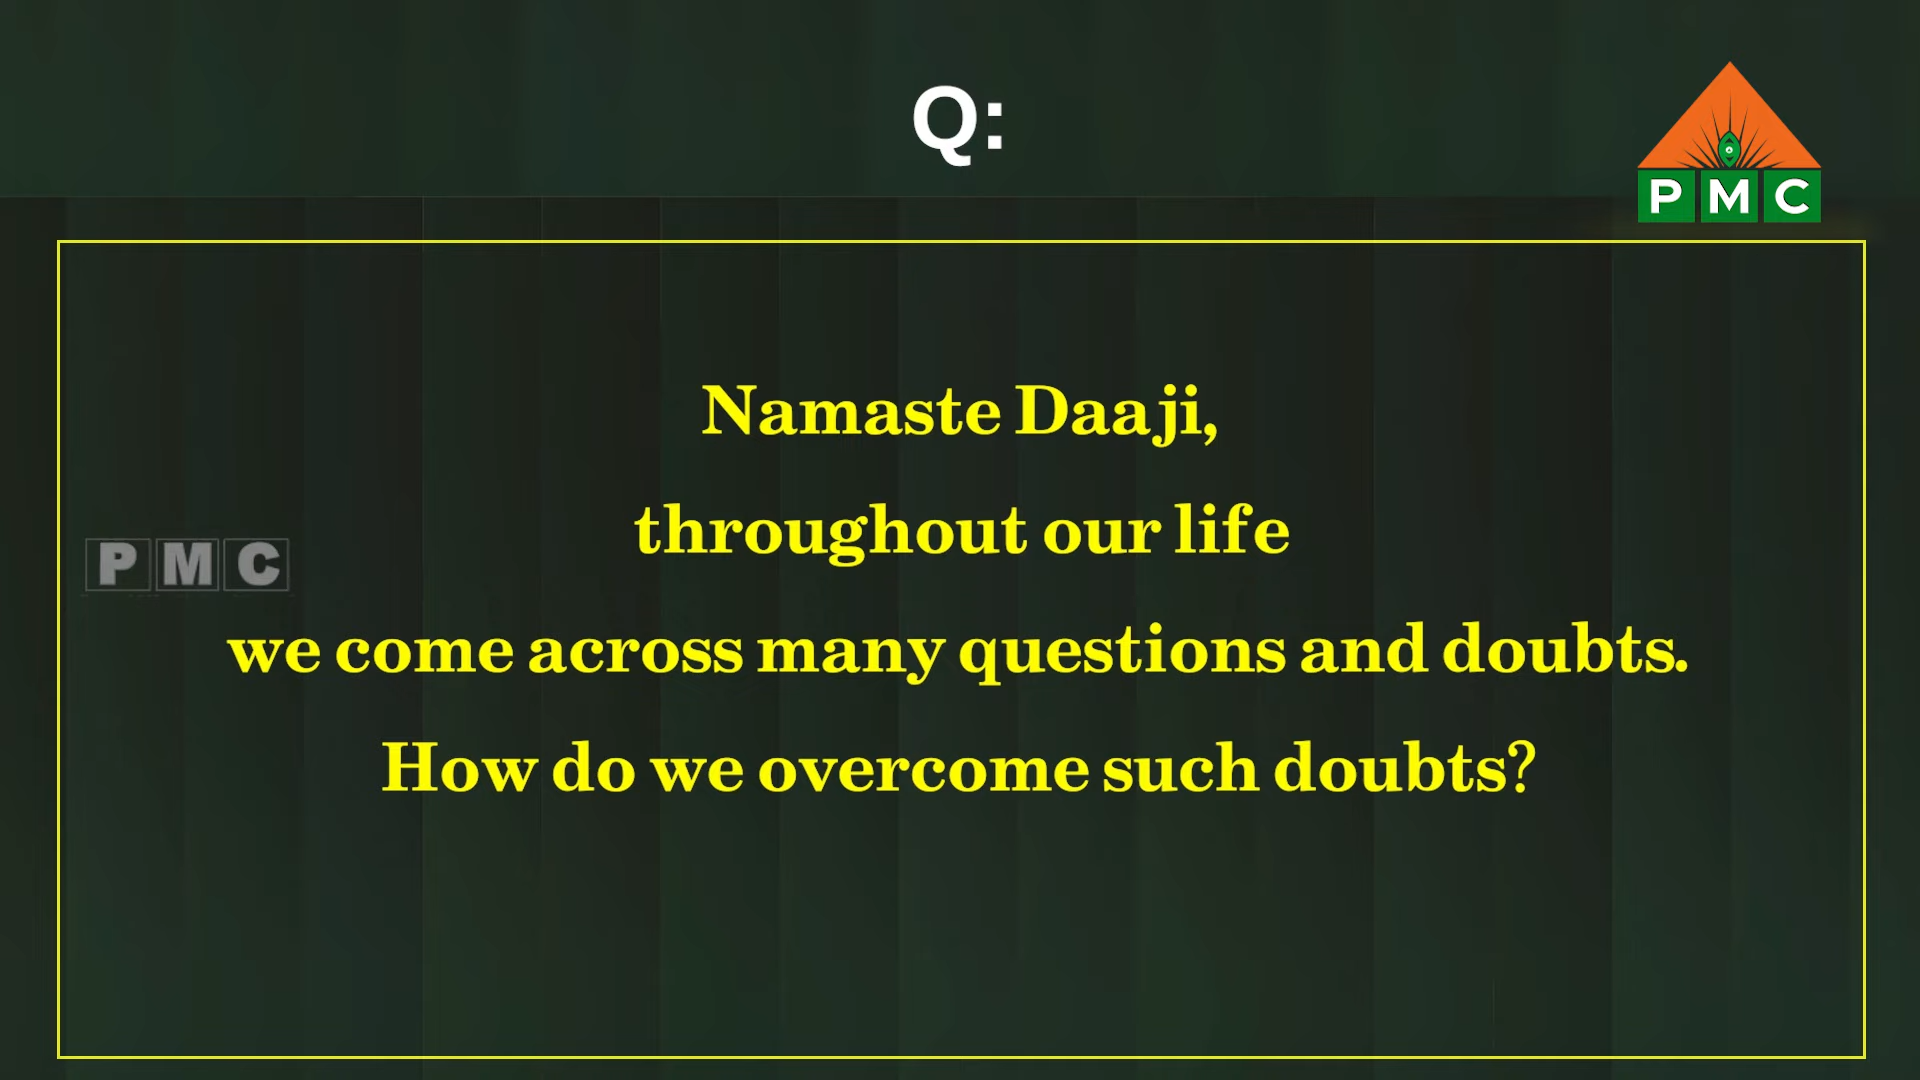 Q:
PMC
Namaste Daaji,
throughout our life
PMC
we come across many questions and doubts.
How do we overcome such doubts?